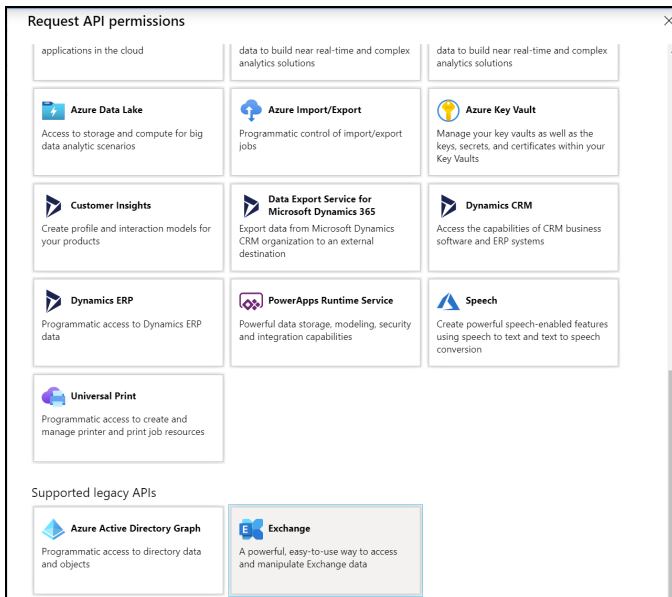 Request API permissions
applications in the cloud
data to build near real-time and complex
analytics solutions
data to build near real-time and complex
analytics solutions
Azure Data Lake
Access to storage and compute for big
data analytic scenarios
Azure Import/Export
Programmatic control of import/export
jobs
Azure Key Vault
Manage your key vaults as well as the
keys, secrets, and certificates within your
Key Vaults
Customer Insights
Create profile and interaction models for
your products
Data Export Service for
Microsoft Dynamics 365
Export data from Microsoft Dynamics
CRM organization to an external
destination
Dynamics CRM
Access the capabilities of CRM business
software and ERP systems
Dynamics ERP
Programmatic access to Dynamics ERP
data
PowerApps Runtime Service
Powerful data storage, modeling, security
and integration capabilities
Speech
Create powerful speech-enabled features
using speech to text and text to speech
conversion
Universal Print
Programmatic access to create and
manage printer and print job resources
Supported legacy APIs
Azure Active Directory Graph
Programmatic access to directory data
and objects
E
Exchange
A powerful, easy-to-use way to access
and manipulate Exchange data